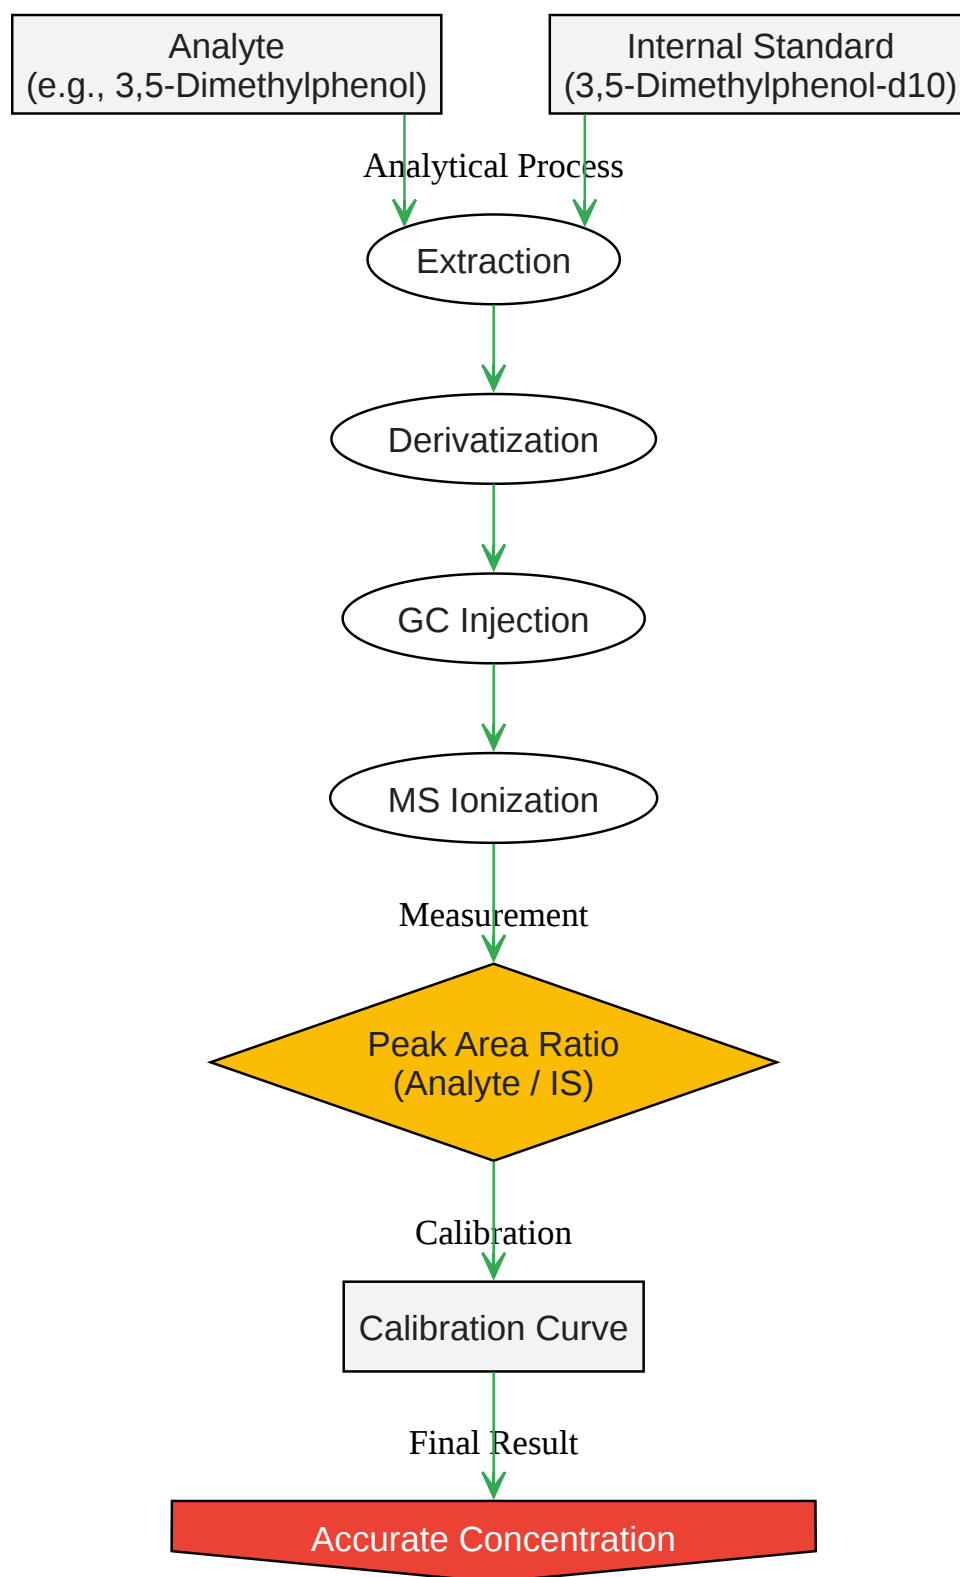 Analyte
(e.g., 3,5-Dimethylphenol)
Internal Standard
(3,5-Dimethylphenol-d10)
Analytical Process
Extraction
Derivatization
GC Injection
MS Ionization
Measurement
Peak Area Ratio
(Analyte / IS)
Calibration
Calibration Curve
Final Result
Accurate Concentration